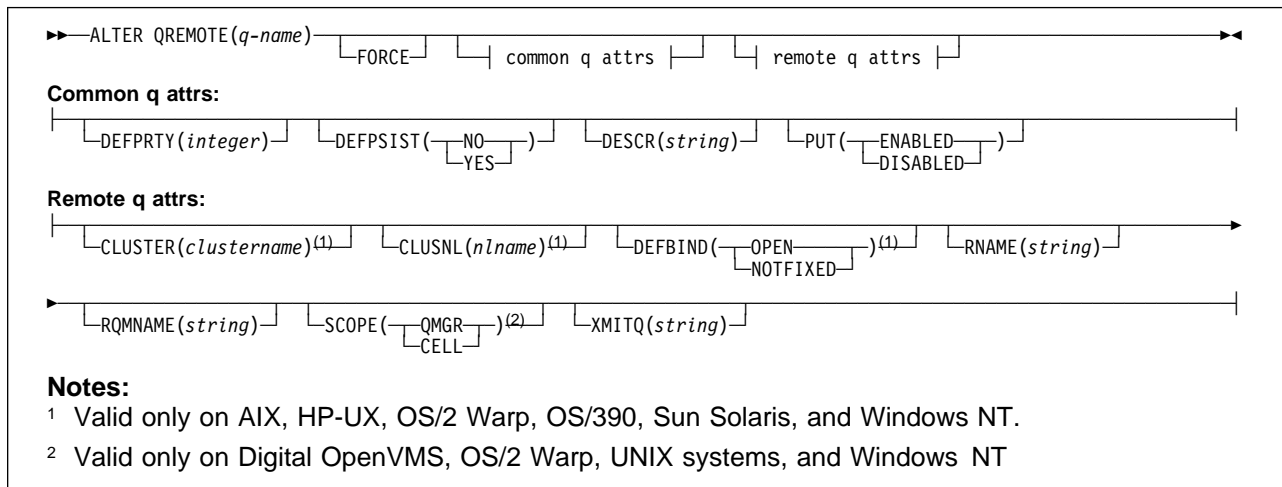 ALTER QREMOTE(q-name)
FORCE common q attrs remote q attrs
Common q attrs:
DEFPRTY(integer) DEFPSIST( NO ) DESCR(string) PUT( ENABLED )
YES DISABLED
Remote q attrs:
CLUSTER(clustername)(1) CLUSNL(nlname)(1) DEFBIND( OPEN )(1) RNAME(string)
NOTFIXED
RQMNAME(string) SCOPE( QMGR )(2) XMITQ(string)
CELL
Notes:
1 Valid only on AIX, HP-UX, OS/2 Warp, OS/390, Sun Solaris, and Windows NT.
2 Valid only on Digital OpenVMS, OS/2 Warp, UNIX systems, and Windows NT